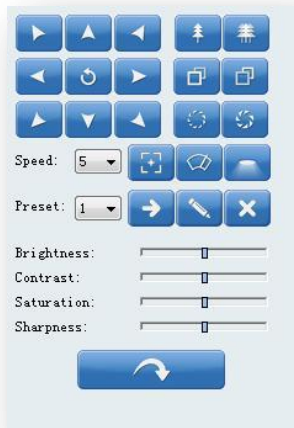 Speed: 5
Preset: 1
Brightness:
Contrast:
Saturation:
Sharpness: